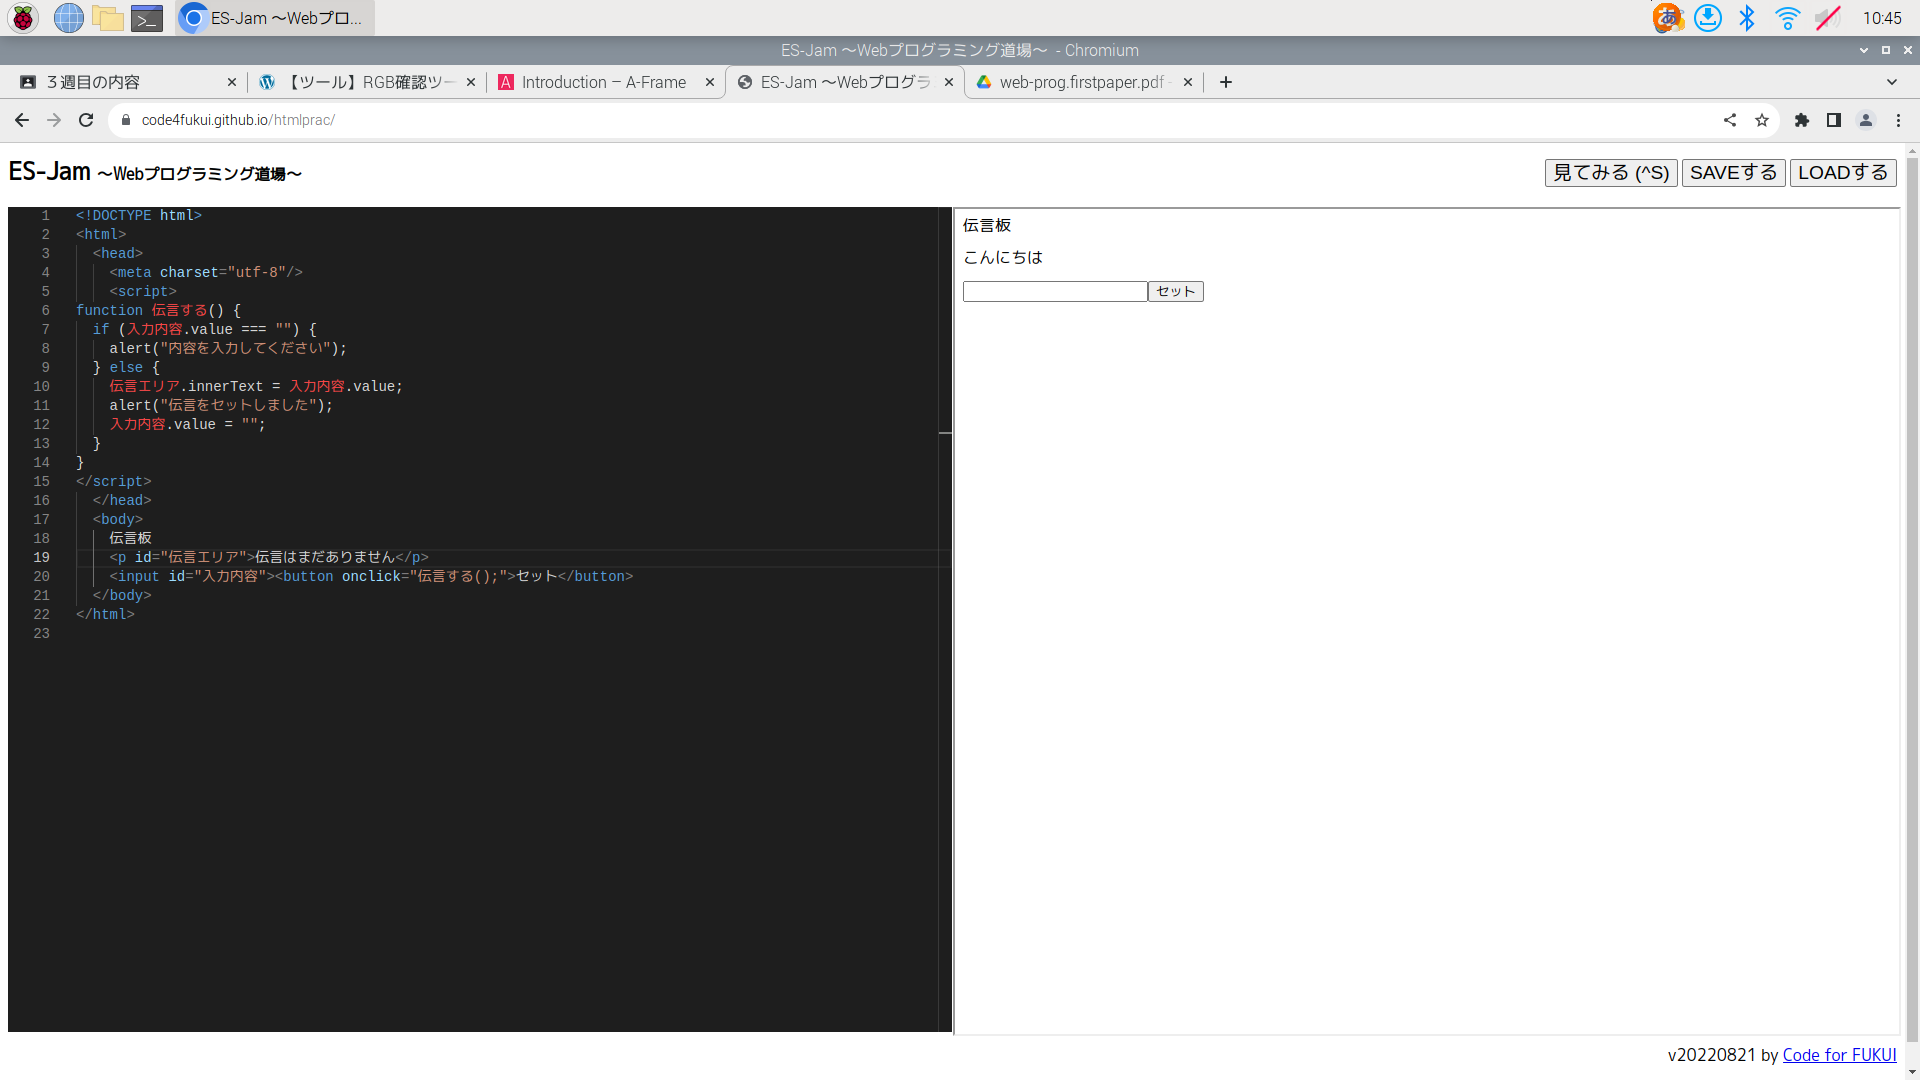 ES-Jam 〜Webプロ...
10:45
ES-Jam 〜Webプログラミング道場〜 - Chromium
３週目の内容
【ツール】RGB確認ツー
Introduction – A-Frame
ES-Jam 〜Webプログラ
web-prog.firstpaper.pdf -
code4fukui.github.io/htmlprac/
ES-Jam 〜Webプログラミング道場〜
見てみる (^S)
SAVEする
LOADする
1 <!DOCTYPE html>
2 <html>
3 <head>
4 <meta charset="utf-8"/>
5 <script>
6 function 伝言する() {
7 if (入力内容.value === "") {
8 alert("内容を入力してください");
9 } else {
10 伝言エリア.innerText = 入力内容.value;
11 alert("伝言をセットしました");
12 入力内容.value = "";
13 }
14 }
15 </script>
16 </head>
17 <body>
18 伝言板
19 <p id="伝言エリア">伝言はまだありません</p>
20 <input id="入力内容"><button onclick="伝言する();">セット</button>
21 </body>
22 </html>
23
伝言板
こんにちは
セット
v20220821 by Code for FUKUI